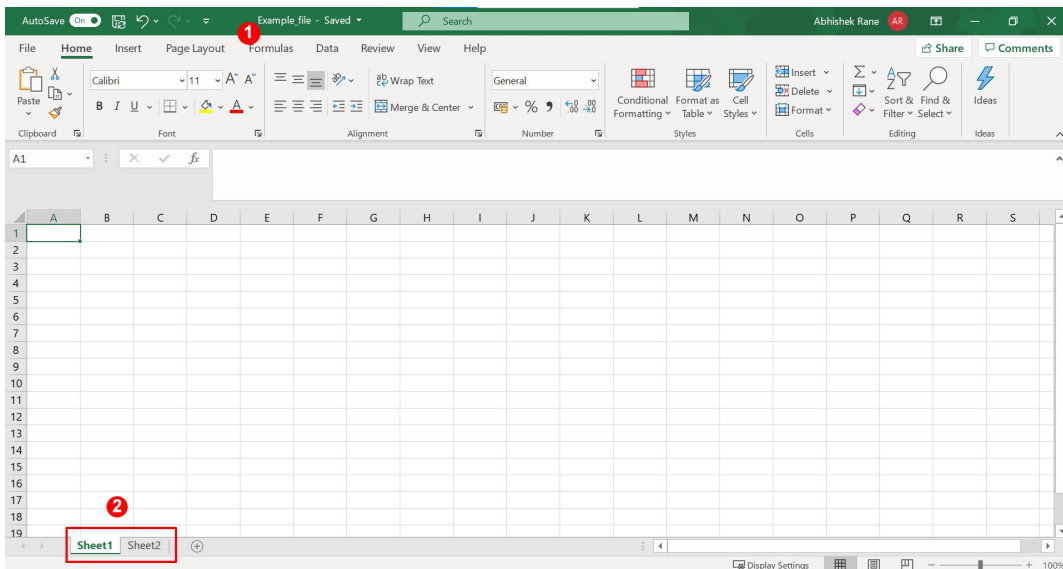 AutoSave On Example_file - Saved Search Abhishek Rane AR
1
File Home Insert Page Layout Formulas Data Review View Help Share Comments
Paste Calibri 11 A^ A˅ ab Wrap Text General Conditional Formatting Format as Table Cell Styles Insert Σ Sort & Filter Find & Select Ideas
B I U A Merge & Center % 9 Delete
Format
Clipboard Font Alignment Number Styles Cells Editing Ideas
A1 fx
A B C D E F G H I J K L M N O P Q R S
1
2
3
4
5
6
7
8
9
10
11
12
13
14
15
16
17
2
18
19
Sheet1 Sheet2
Display Settings 100%